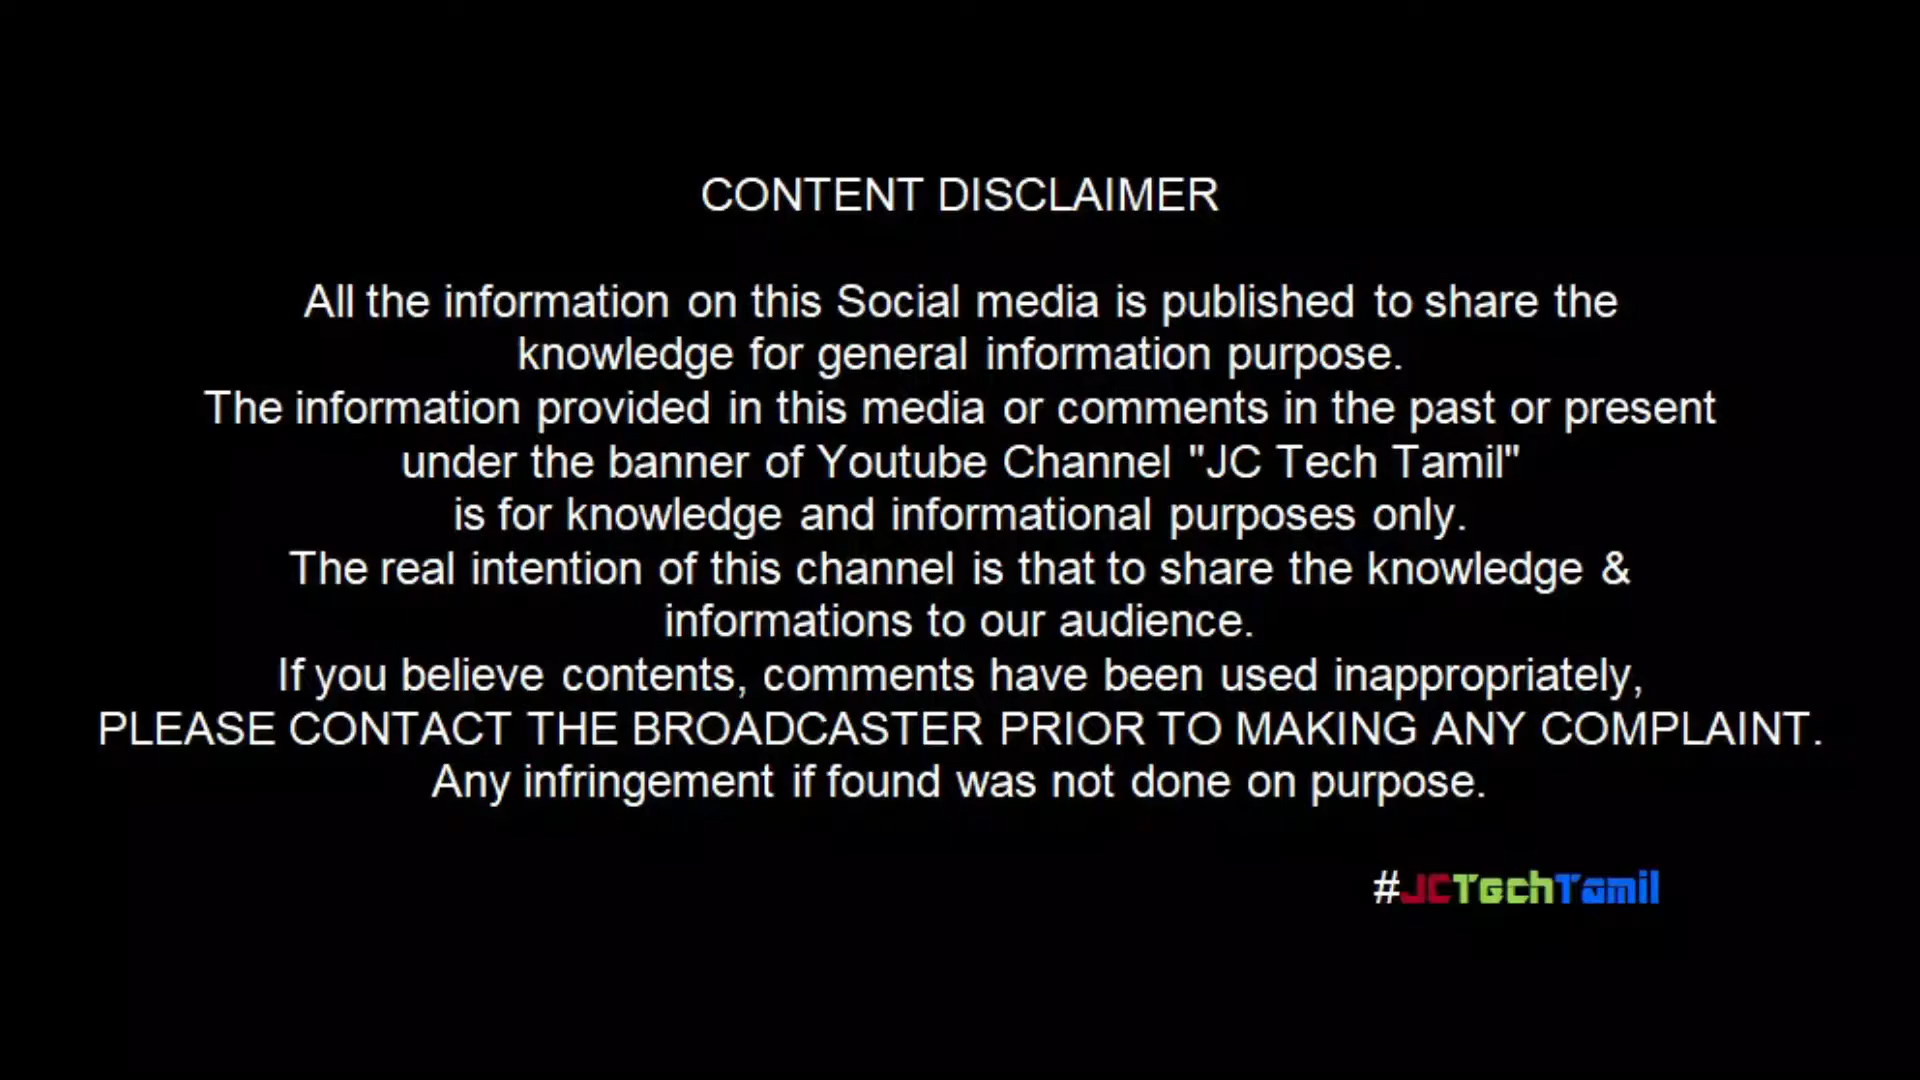 CONTENT DISCLAIMER
All the information on this Social media is published to share the
knowledge for general information purpose.
The information provided in this media or comments in the past or present
under the banner of Youtube Channel "JC Tech Tamil"
is for knowledge and informational purposes only.
The real intention of this channel is that to share the knowledge &
informations to our audience.
If you believe contents, comments have been used inappropriately,
PLEASE CONTACT THE BROADCASTER PRIOR TO MAKING ANY COMPLAINT.
Any infringement if found was not done on purpose.
#JCTechTamil